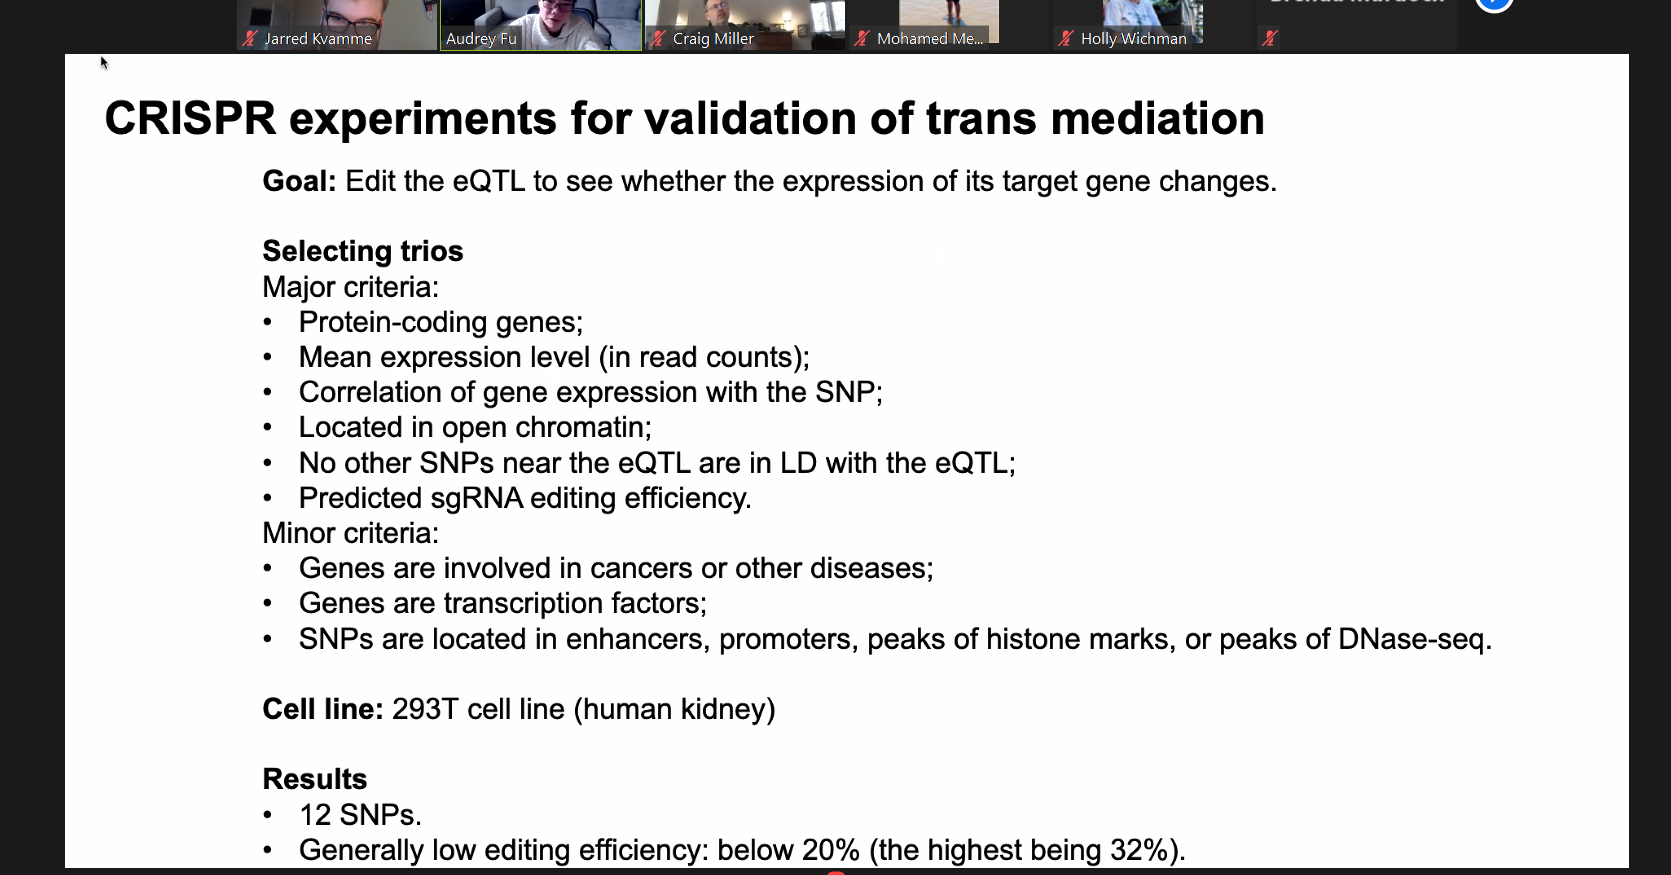 Jarred Kvamme
Audrey Fu
Craig Miller
Mohamed Me...
Holly Wichman
CRISPR experiments for validation of trans mediation
Goal: Edit the eQTL to see whether the expression of its target gene changes.
Selecting trios
Major criteria:
• Protein-coding genes;
• Mean expression level (in read counts);
• Correlation of gene expression with the SNP;
• Located in open chromatin;
• No other SNPs near the eQTL are in LD with the eQTL;
• Predicted sgRNA editing efficiency.
Minor criteria:
• Genes are involved in cancers or other diseases;
• Genes are transcription factors;
• SNPs are located in enhancers, promoters, peaks of histone marks, or peaks of DNase-seq.
Cell line: 293T cell line (human kidney)
Results
• 12 SNPs.
• Generally low editing efficiency: below 20% (the highest being 32%).